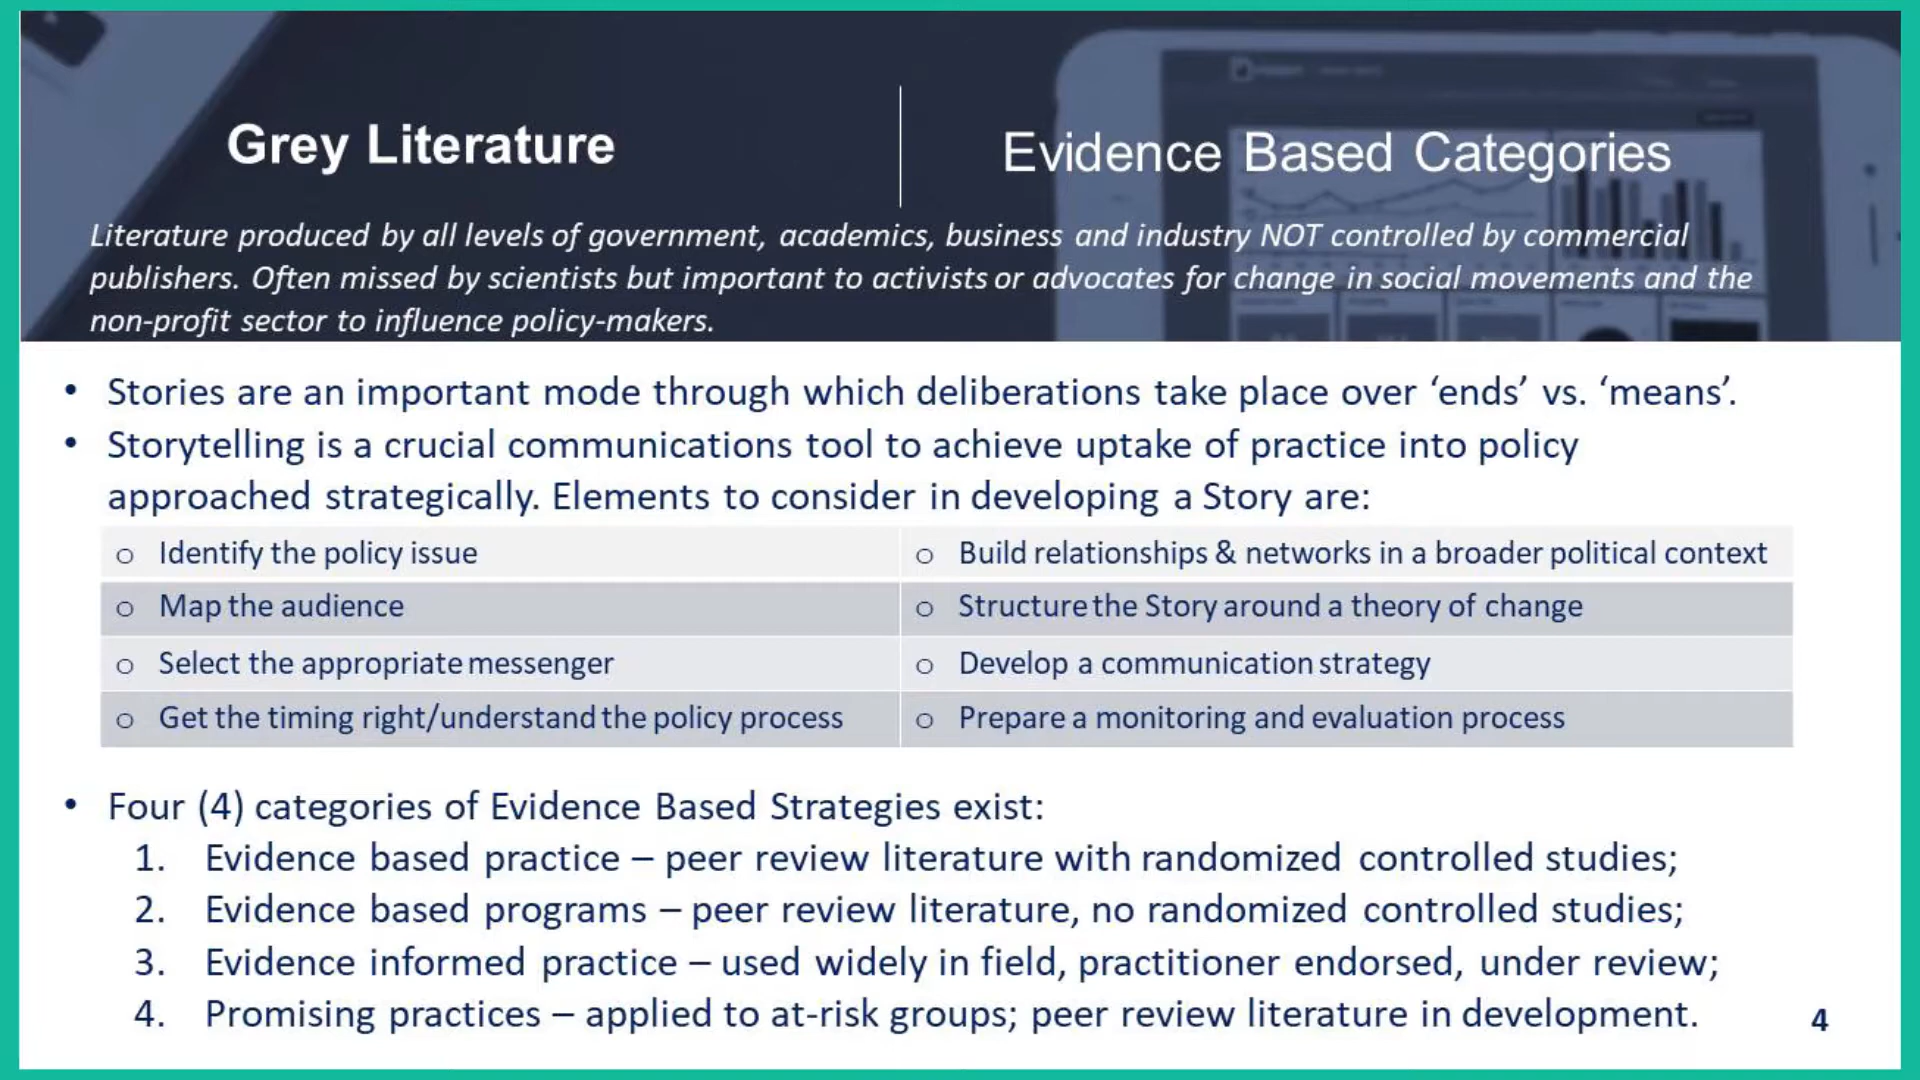 Grey Literature
Evidence Based Categories
Literature produced by all levels of government, academics, business and industry NOT controlled by commercial
publishers. Often missed by scientists but important to activists or advocates for change in social movements and the
non-profit sector to influence policy-makers.
• Stories are an important mode through which deliberations take place over ‘ends’ vs. ‘means’.
• Storytelling is a crucial communications tool to achieve uptake of practice into policy
approached strategically. Elements to consider in developing a Story are:
o Identify the policy issue
o Build relationships & networks in a broader political context
o Map the audience
o Structure the Story around a theory of change
o Select the appropriate messenger
o Develop a communication strategy
o Get the timing right/understand the policy process
o Prepare a monitoring and evaluation process
• Four (4) categories of Evidence Based Strategies exist:
1. Evidence based practice – peer review literature with randomized controlled studies;
2. Evidence based programs – peer review literature, no randomized controlled studies;
3. Evidence informed practice – used widely in field, practitioner endorsed, under review;
4. Promising practices – applied to at-risk groups; peer review literature in development.
4